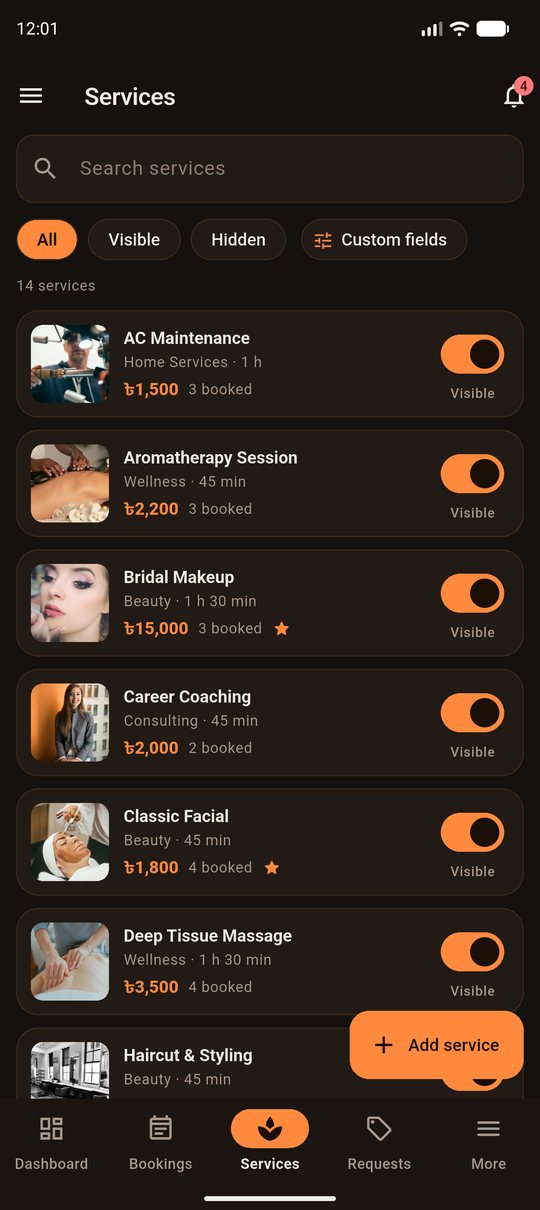 12:01
Services
4
Search services
All
Visible
Hidden
Custom fields
14 services
AC Maintenance
Home Services · 1 h
৳1,500 3 booked
Visible
Aromatherapy Session
Wellness · 45 min
৳2,200 3 booked
Visible
Bridal Makeup
Beauty · 1 h 30 min
৳15,000 3 booked
Visible
Career Coaching
Consulting · 45 min
৳2,000 2 booked
Visible
Classic Facial
Beauty · 45 min
৳1,800 4 booked
Visible
Deep Tissue Massage
Wellness · 1 h 30 min
৳3,500 4 booked
Visible
Haircut & Styling
Beauty · 45 min
Add service
Dashboard
Bookings
Services
Requests
More